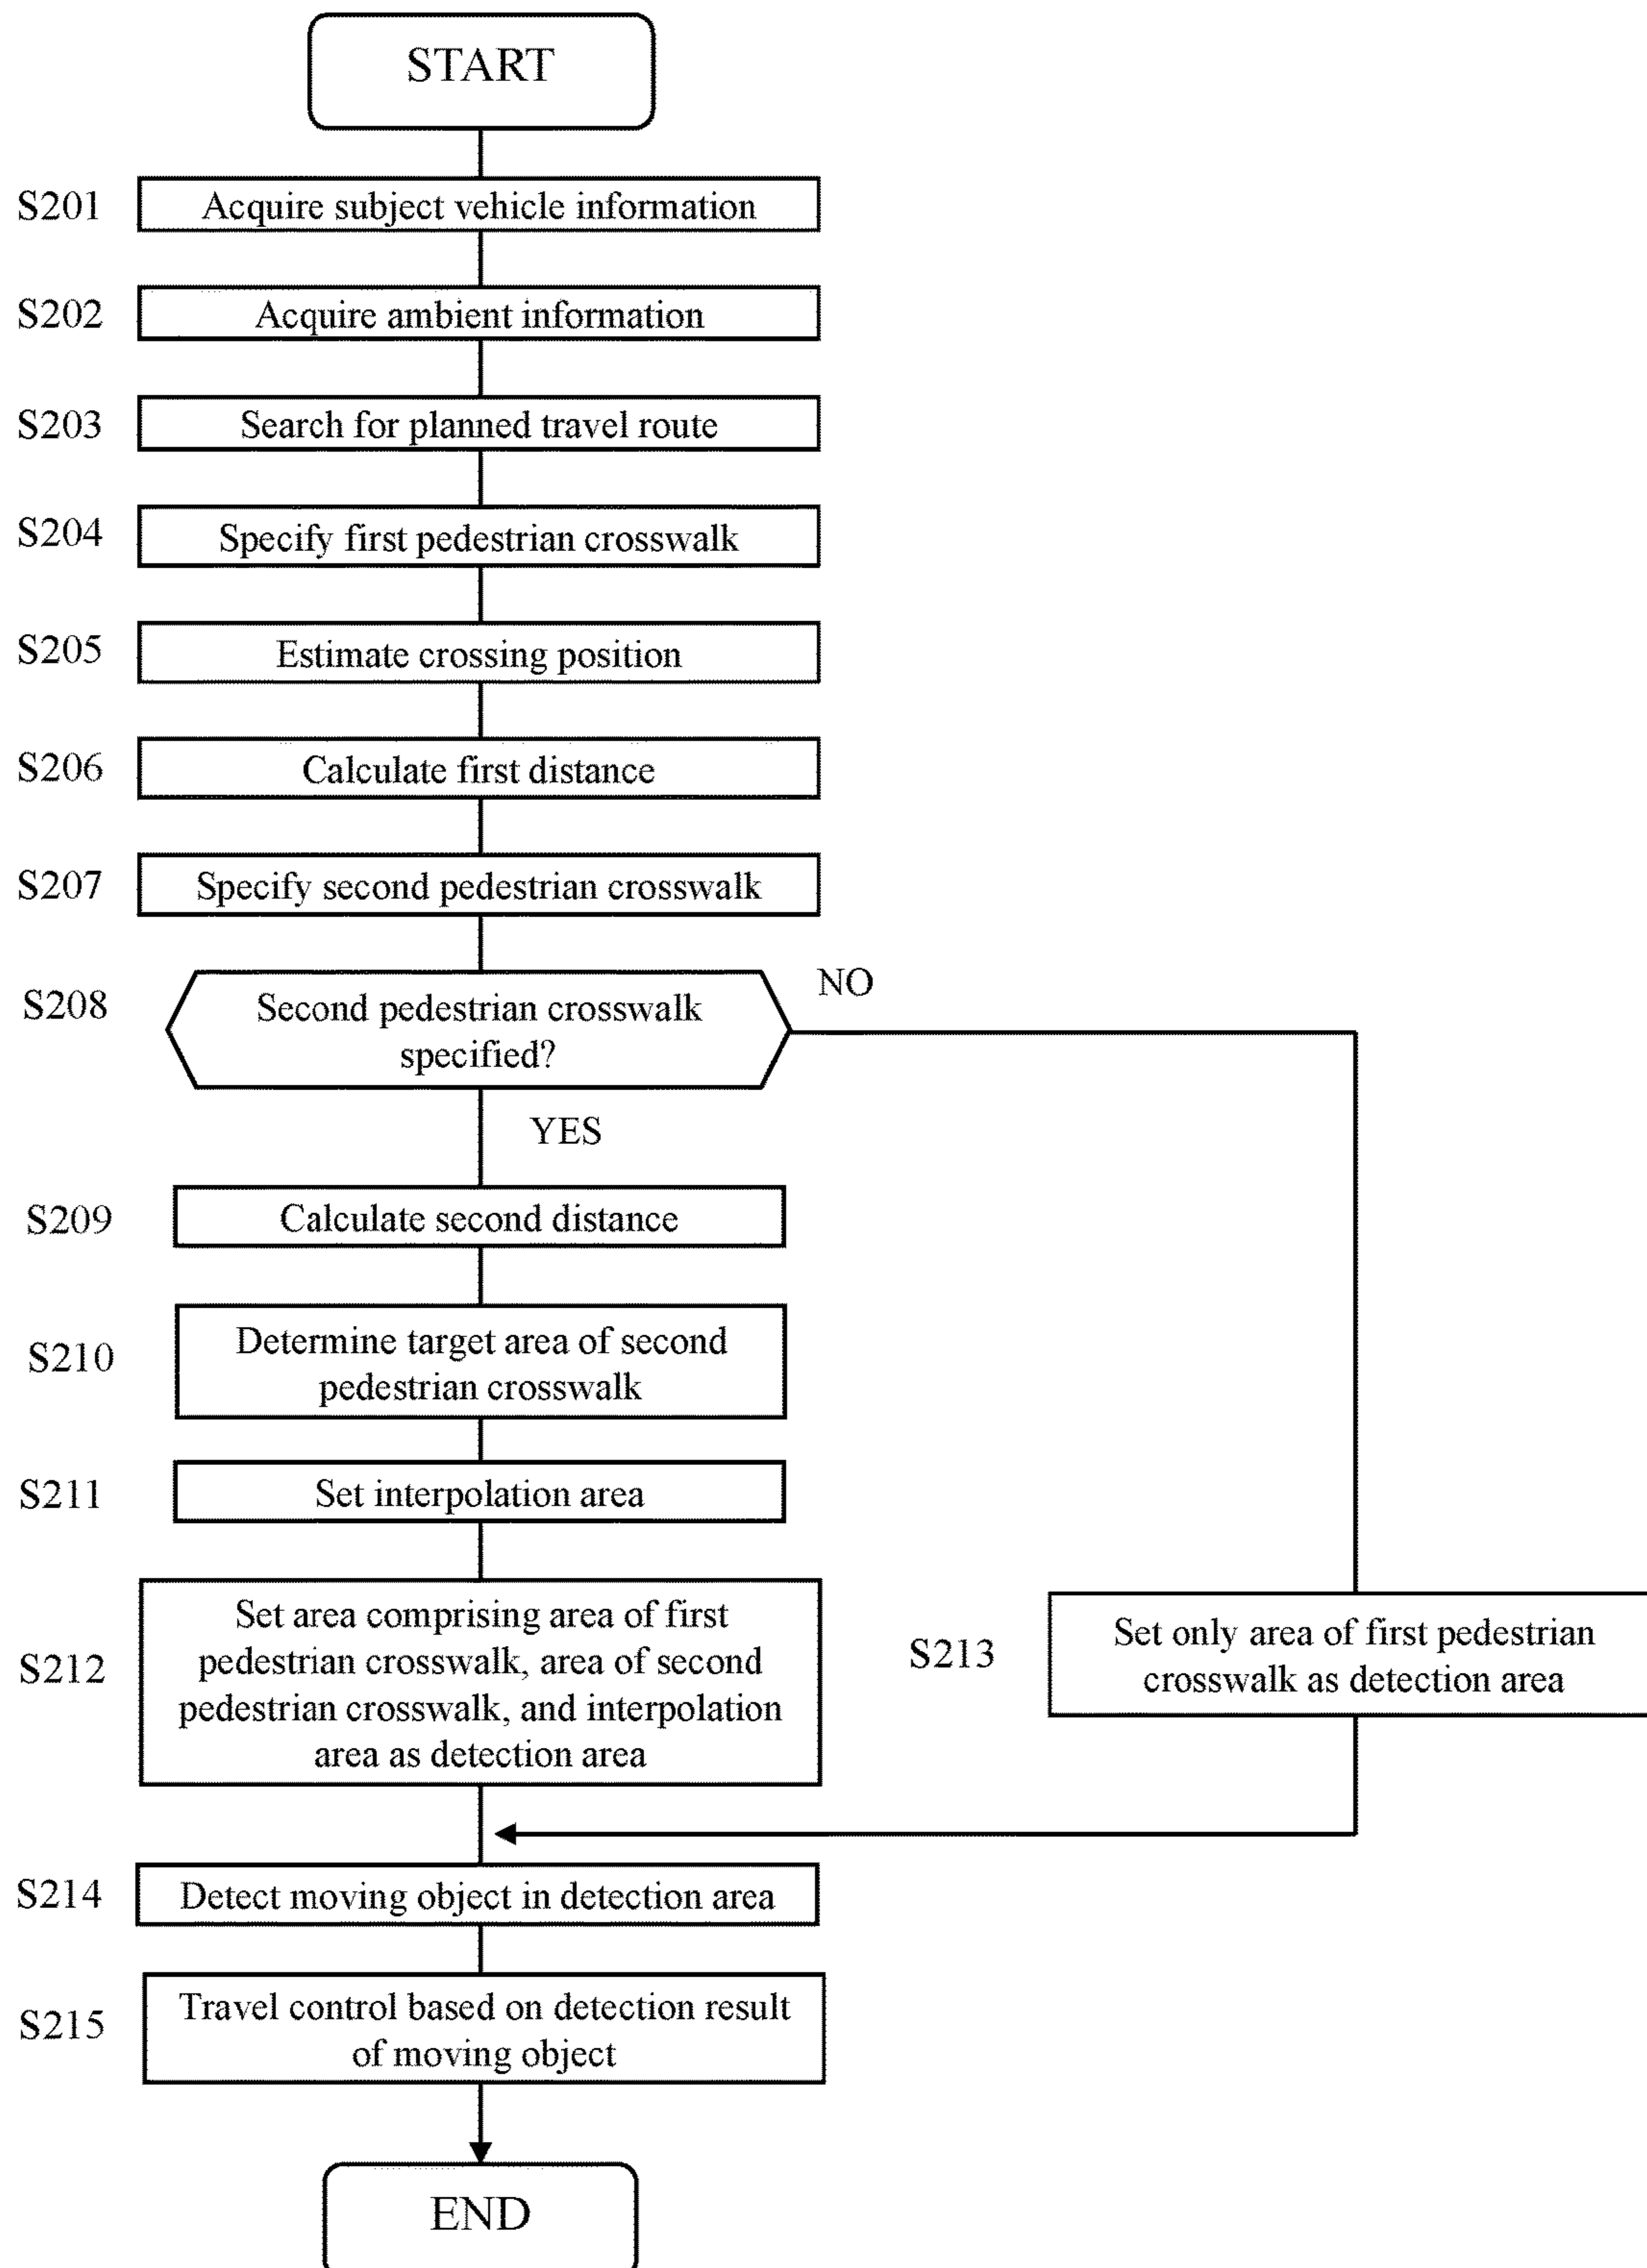 START
S201
Acquire subject vehicle information
S202
Acquire ambient information
S203
Search for planned travel route
S204
Specify first pedestrian crosswalk
S205
Estimate crossing position
S206
Calculate first distance
S207
Specify second pedestrian crosswalk
S208
Second pedestrian crosswalk
specified?
NO
YES
S209
Calculate second distance
S210
Determine target area of second
pedestrian crosswalk
S211
Set interpolation area
S212
Set area comprising area of first
pedestrian crosswalk, area of second
pedestrian crosswalk, and interpolation
area as detection area
S213
Set only area of first pedestrian
crosswalk as detection area
S214
Detect moving object in detection area
S215
Travel control based on detection result
of moving object
END